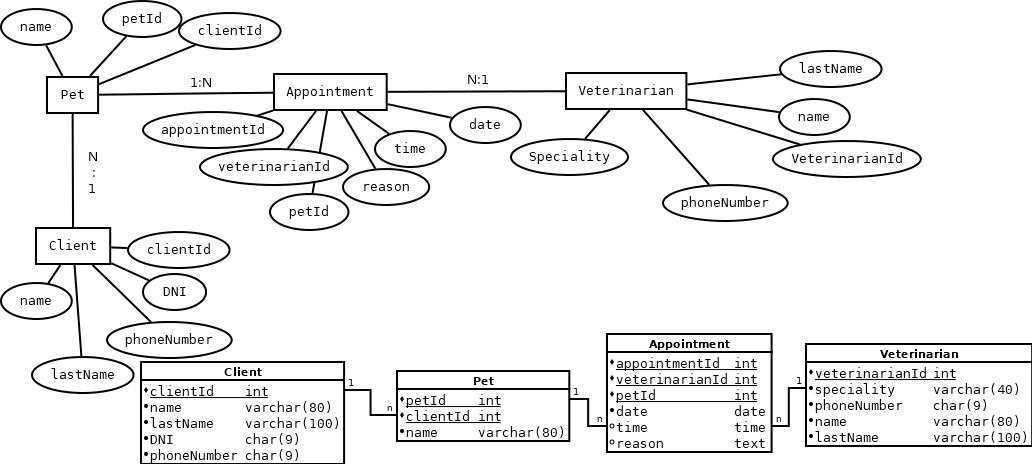 name
petId
clientId
Pet
1:N
Appointment
N:1
Veterinarian
lastName
name
VeterinarianId
phoneNumber
Speciality
date
time
reason
petId
veterinarianId
appointmentId
N
:
1
Client
clientId
DNI
phoneNumber
lastName
name
Client
clientId int
name varchar(80)
lastName varchar(100)
DNI char(9)
phoneNumber char(9)
1
n
Pet
petId int
clientId int
name varchar(80)
1
n
Appointment
appointmentId int
veterinarianId int
petId int
date date
time time
reason text
1
n
Veterinarian
veterinarianId int
speciality varchar(40)
phoneNumber char(9)
name varchar(80)
lastName varchar(100)